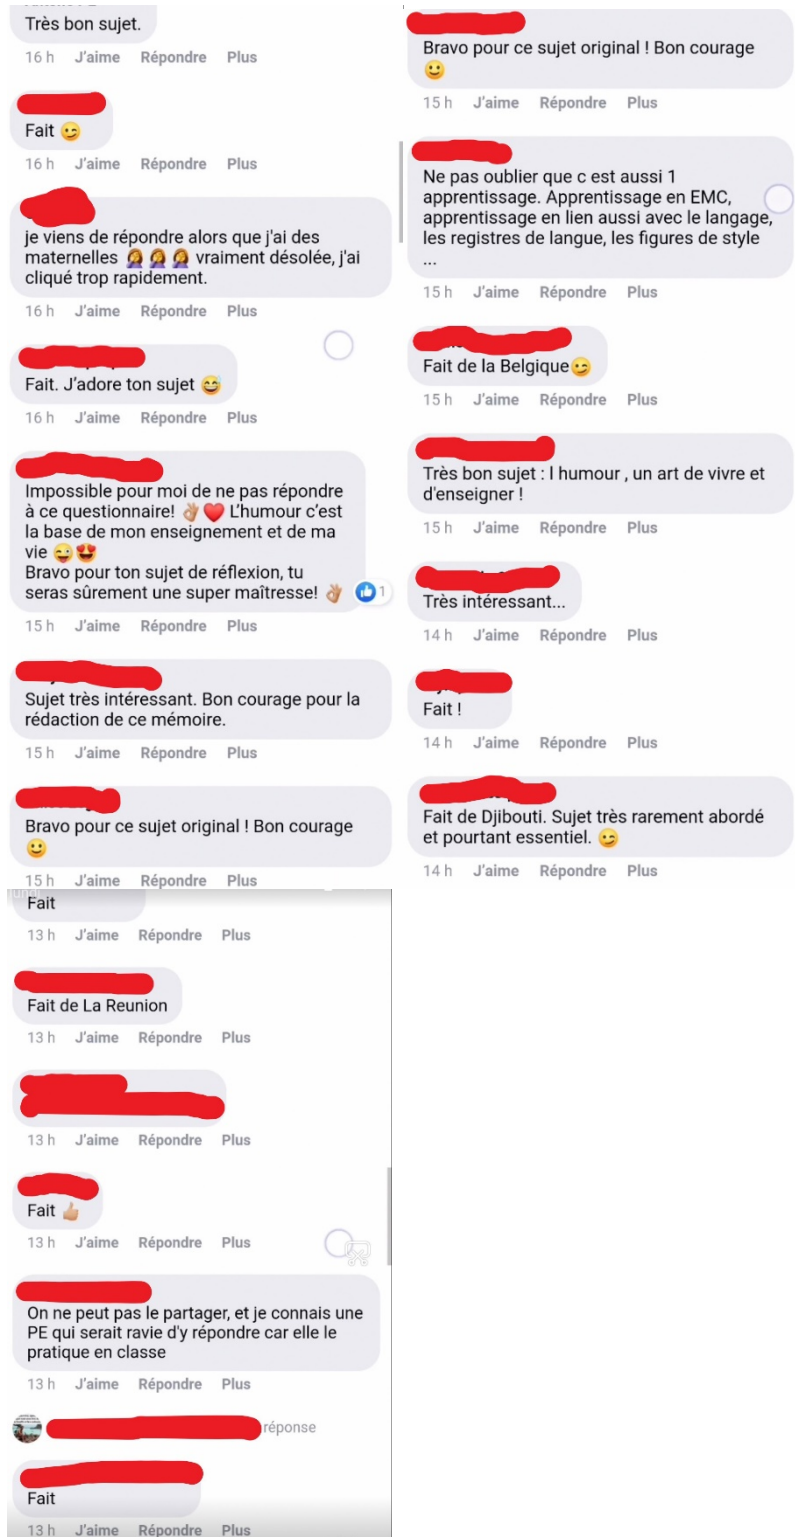 Très bon sujet.
16 h J'aime Répondre Plus
Fait 😉
16 h J'aime Répondre Plus
je viens de répondre alors que j'ai des
maternelles 🤦‍♀️ 🤦‍♀️ 🤦‍♀️ vraiment désolée, j'ai
cliqué trop rapidement.
16 h J'aime Répondre Plus
Fait. J'adore ton sujet 😅
16 h J'aime Répondre Plus
Impossible pour moi de ne pas répondre
à ce questionnaire! 👌🏼❤️ L'humour c'est
la base de mon enseignement et de ma
vie 😜😍
Bravo pour ton sujet de réflexion, tu
seras sûrement une super maîtresse! 👌🏼 1
15 h J'aime Répondre Plus
Sujet très intéressant. Bon courage pour la
rédaction de ce mémoire.
15 h J'aime Répondre Plus
Bravo pour ce sujet original ! Bon courage
🙂
15 h J'aime Répondre Plus
Bravo pour ce sujet original ! Bon courage
🙂
15 h J'aime Répondre Plus
Ne pas oublier que c est aussi 1
apprentissage. Apprentissage en EMC,
apprentissage en lien aussi avec le langage,
les registres de langue, les figures de style
...
15 h J'aime Répondre Plus
Fait de la Belgique😉
15 h J'aime Répondre Plus
Très bon sujet : l humour , un art de vivre et
d'enseigner !
15 h J'aime Répondre Plus
Très intéressant...
14 h J'aime Répondre Plus
Fait !
14 h J'aime Répondre Plus
Fait de Djibouti. Sujet très rarement abordé
et pourtant essentiel. 😉
14 h J'aime Répondre Plus
Fait
13 h J'aime Répondre Plus
Fait de La Reunion
13 h J'aime Répondre Plus
13 h J'aime Répondre Plus
Fait 👍🏼
13 h J'aime Répondre Plus
On ne peut pas le partager, et je connais une
PE qui serait ravie d'y répondre car elle le
pratique en classe
13 h J'aime Répondre Plus
réponse
Fait
13 h J'aime Répondre Plus